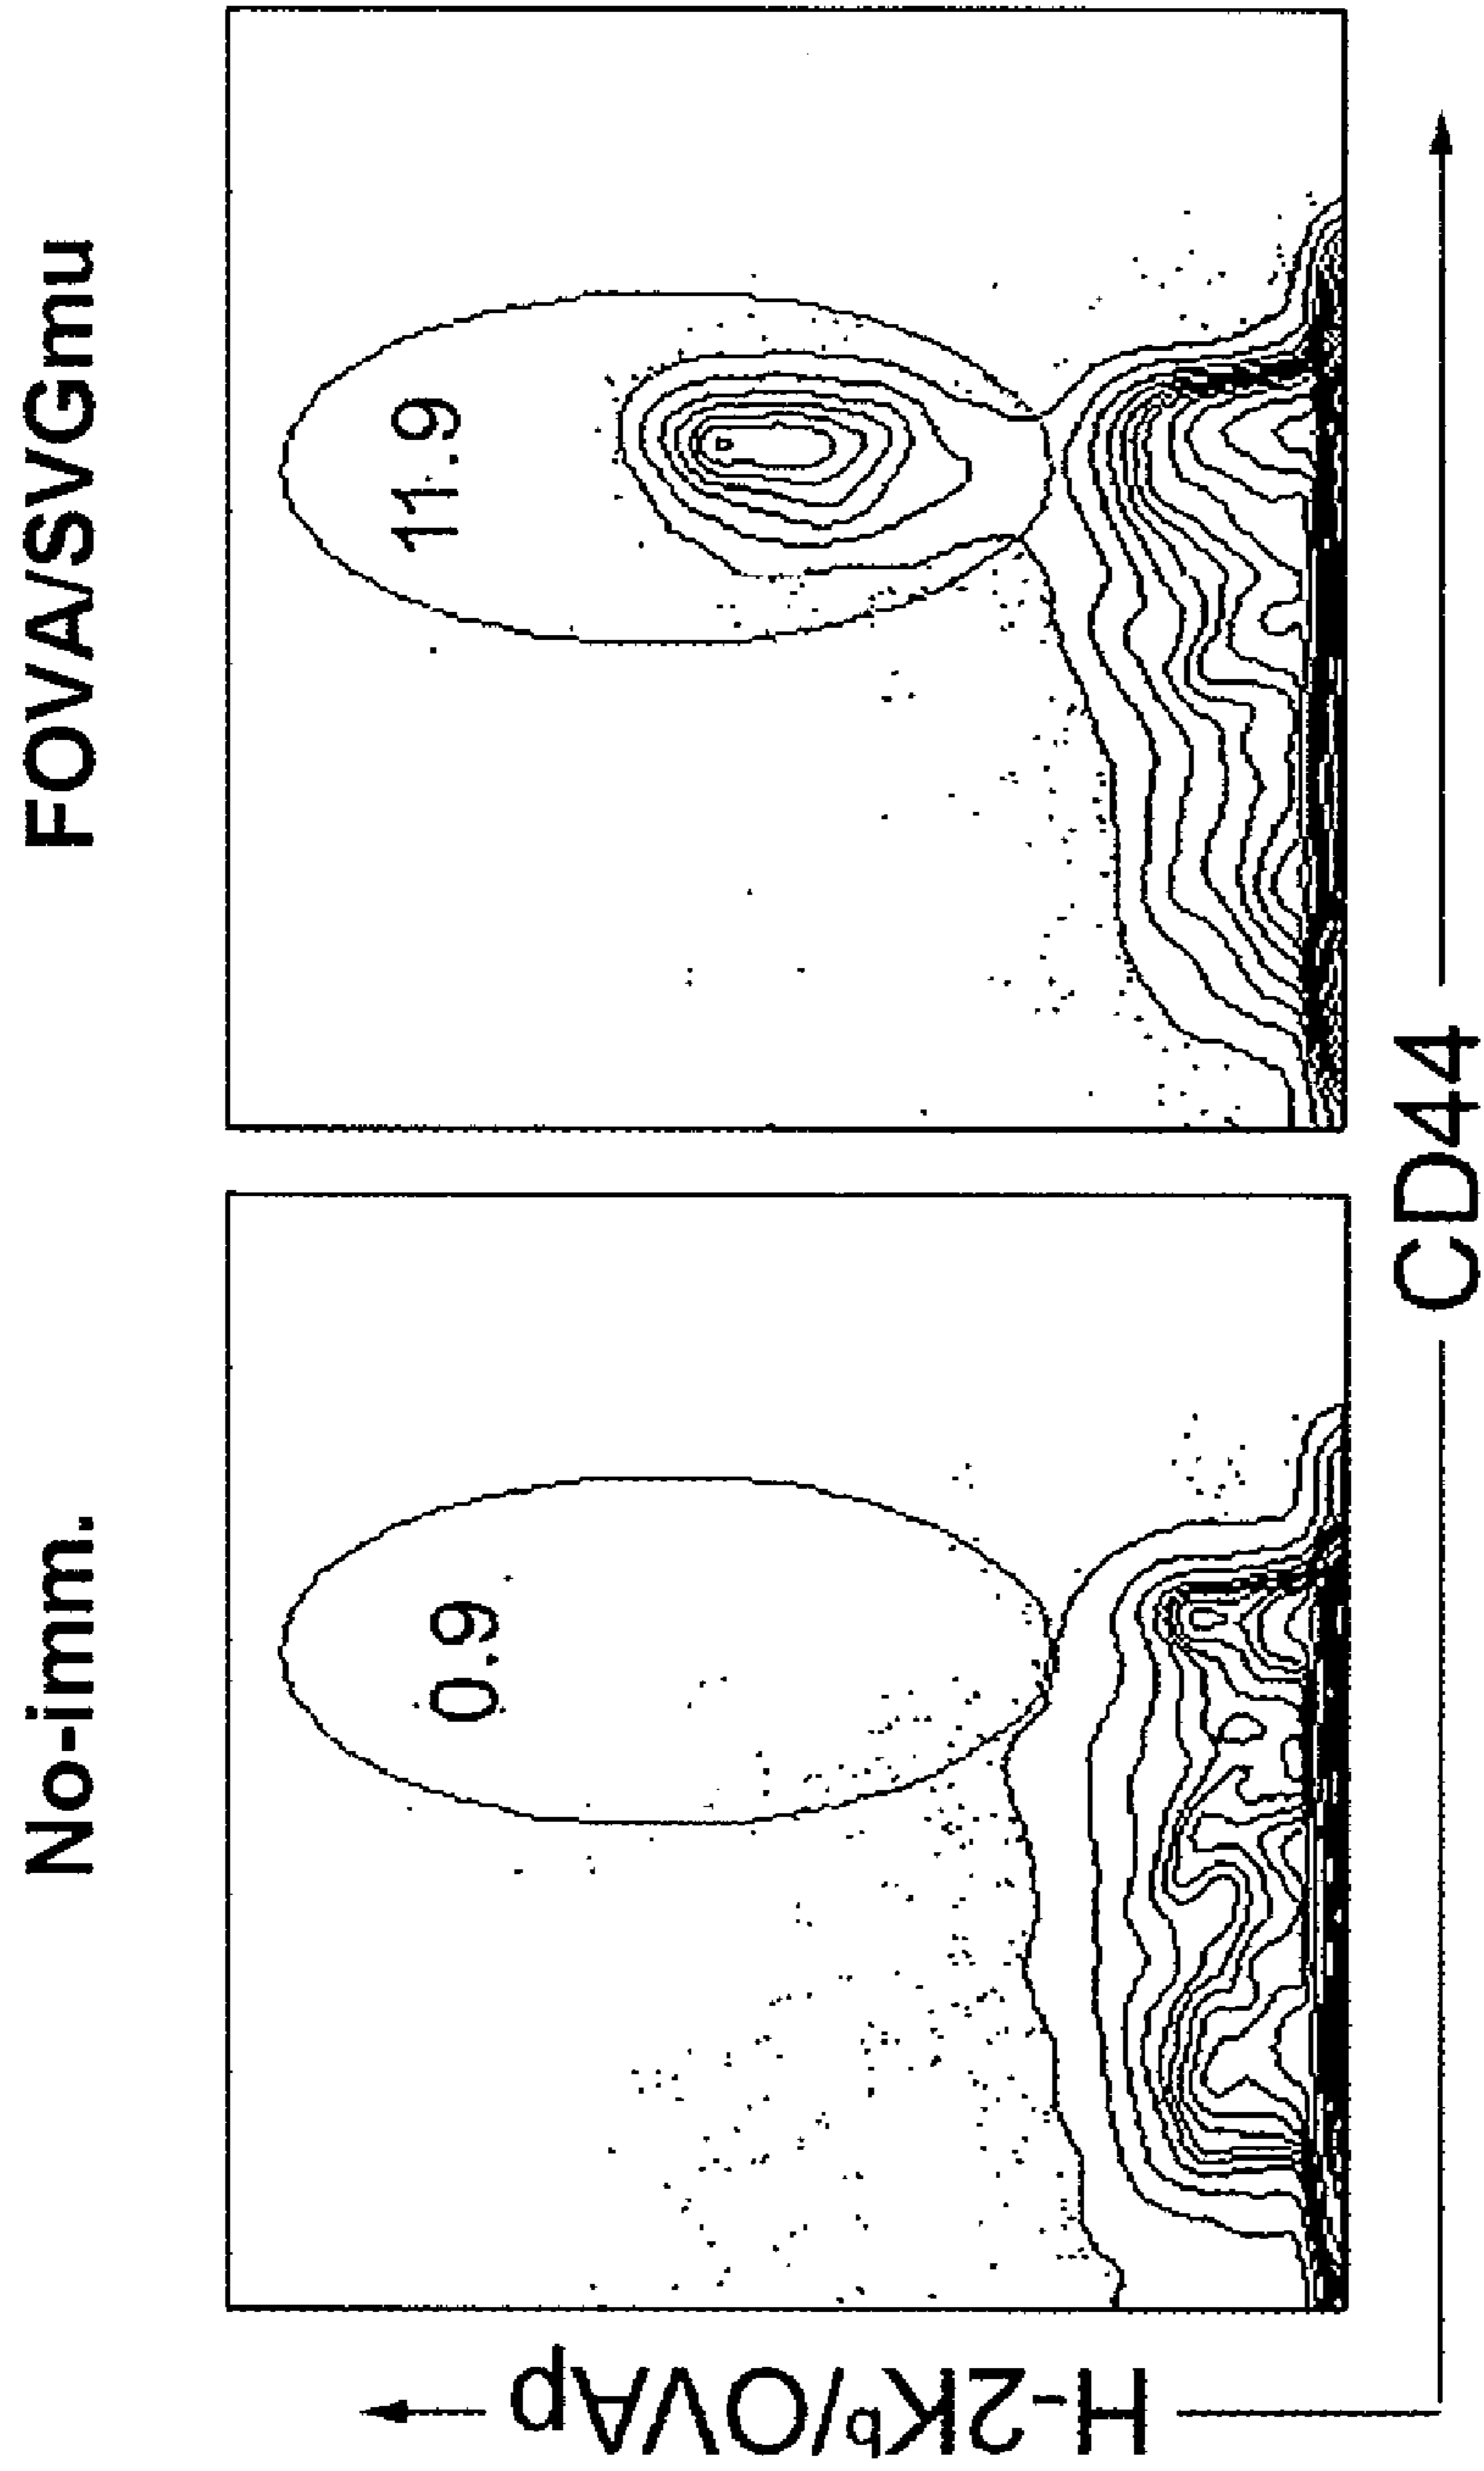 No-imm.
FOVA/SVGmu
0.9
11.9
H-2Kᵇ/OVAp
CD44